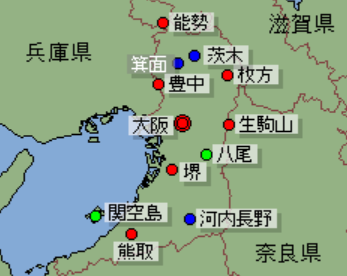 能勢
滋賀県
兵庫県
茨木
箕面
枚方
豊中
大阪
生駒山
八尾
堺
関空島
河内長野
熊取
奈良県